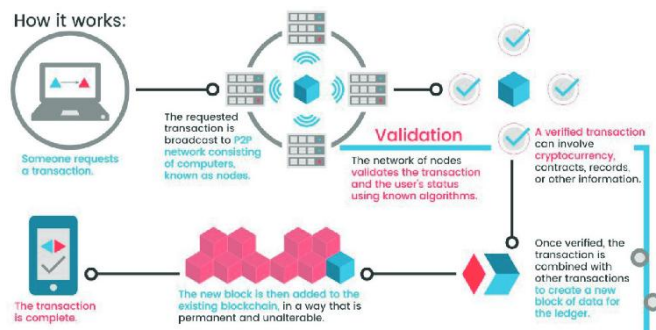 How it works:
Someone requests
a transaction.
The requested
transaction is
broadcast to P2P
network consisting
of computers,
known as nodes.
Validation
The network of nodes
validates the transaction
and the user's status
using known algorithms.
A verified transaction
can involve
cryptocurrency,
contracts, records,
or other information.
Once verified, the
transaction is
combined with
other transactions
to create a new
block of data for
the ledger.
The new block is then added to the
existing blockchain, in a way that is
permanent and unalterable.
The transaction
is complete.